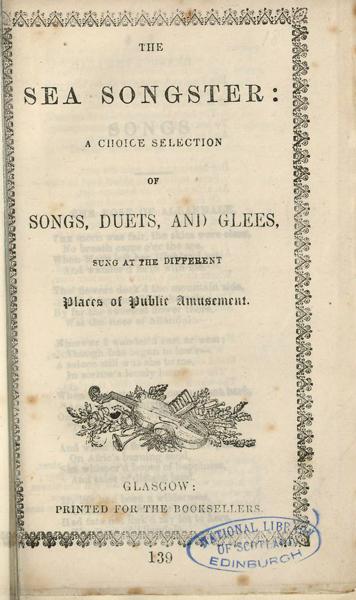 THE
SEA SONGSTER:
A CHOICE SELECTION
OF
SONGS, DUETS, AND GLEES,
SUNG AT THE DIFFERENT
Places of Public Amusement.
GLASGOW:
PRINTED FOR THE BOOKSELLERS.
139
NATIONAL LIBRARY
OF SCOTLAND
EDINBURGH